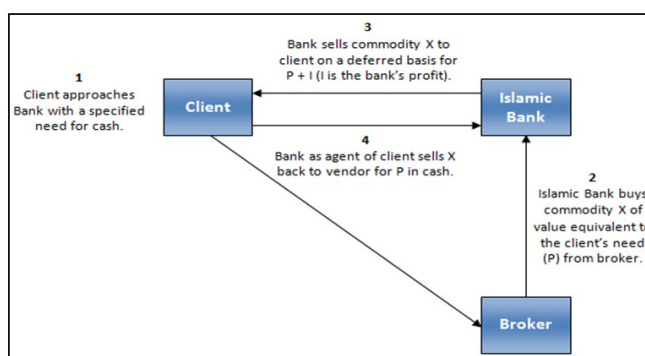 3
Bank sells commodity X to
client on a deferred basis for
P + I (I is the bank's profit).
1
Client approaches
Bank with a specified
need for cash.
Client
Islamic
Bank
4
Bank as agent of client sells X
back to vendor for P in cash.
2
Islamic Bank buys
commodity X of
value equivalent to
the client's need
(P) from broker.
Broker